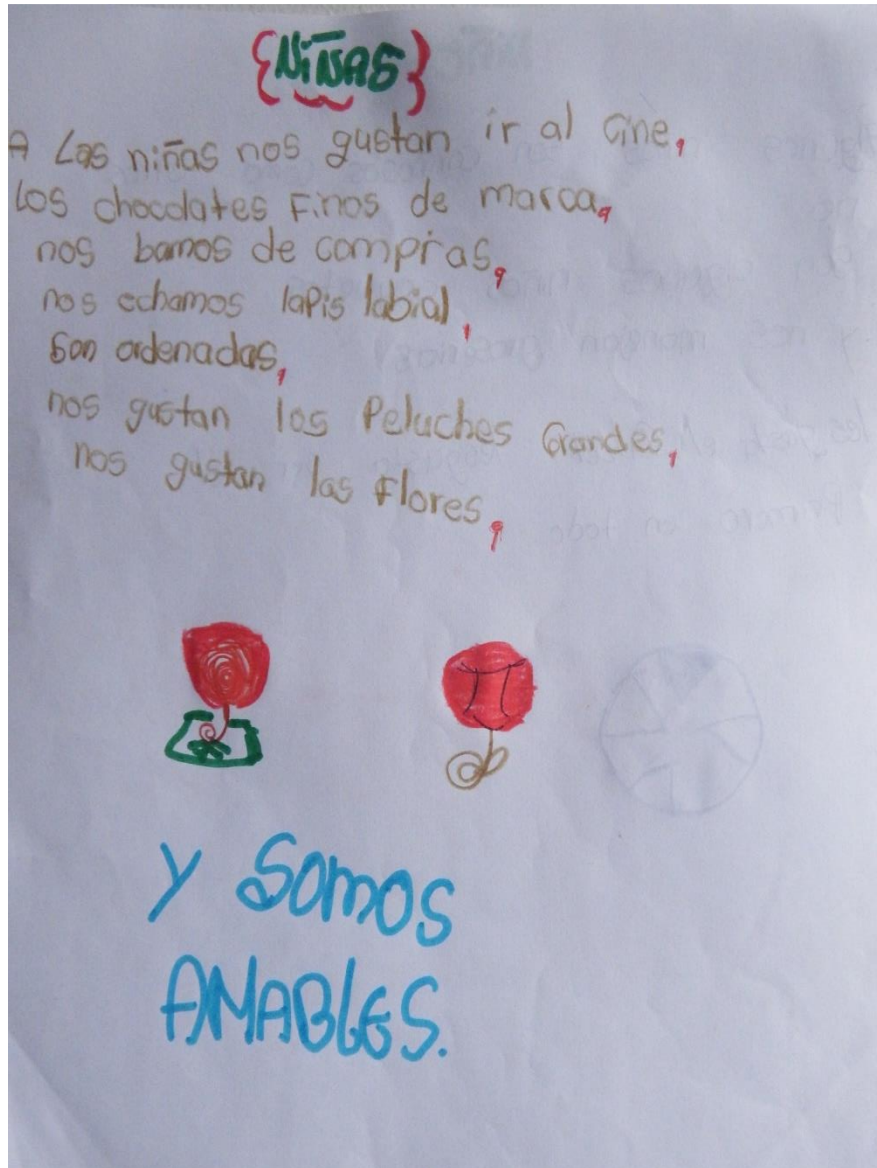 {NiÑAS}
A Las niñas nos gustan ir al cine,
Los chocolates Finos de marca,
nos bamos de compras,
nos echamos lapis labial,
Son ordenadas,
nos gustan los Peluches Grandes,
nos gustan las Flores,
Y Somos
AMABLES.